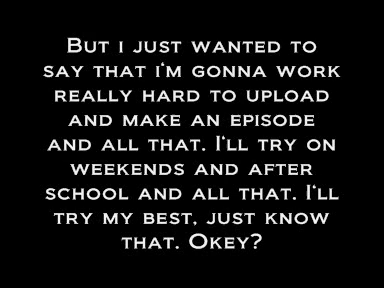 But i just wanted to
say that i'm gonna work
really hard to upload
and make an episode
and all that. I'll try on
weekends and after
school and all that. I'll
try my best, just know
that. Okey?